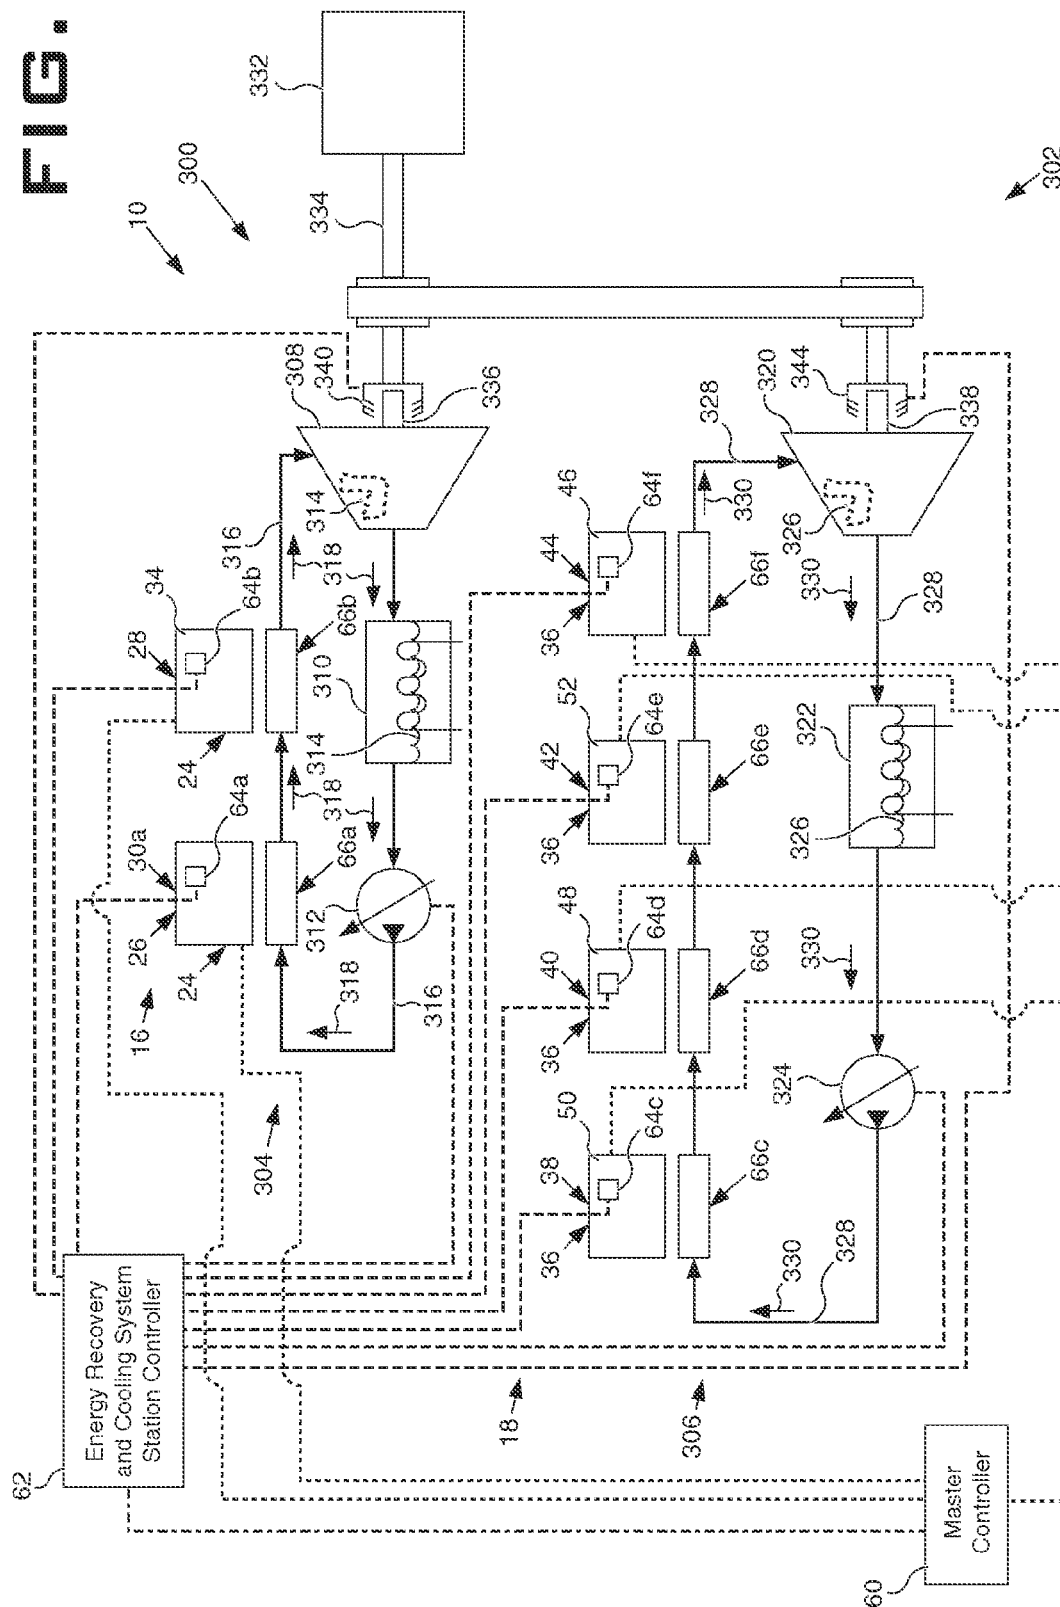 FIG.
10
300
332
334
302
308
340
336
316
314
318
318
34
64b
28
24
66b
310
314
318
30a
64a
26
24
16
66a
312
318
316
304
320
344
338
328
330
326
330
328
46
64f
44
36
66f
52
64e
42
36
66e
322
326
48
64d
40
36
66d
330
324
50
64c
38
36
66c
330
328
18
306
62
Energy Recovery
and Cooling System
Station Controller
Master
Controller
60